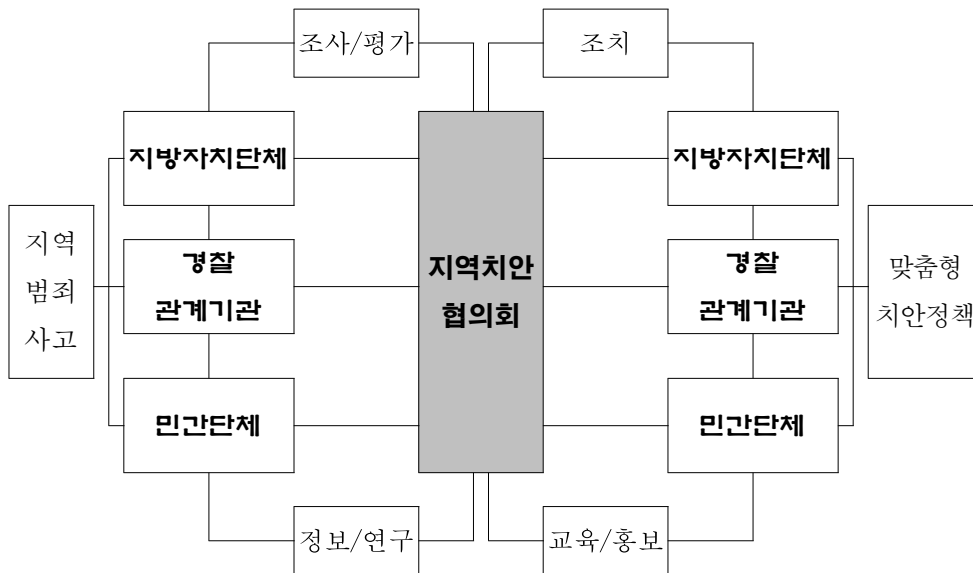 조사/평가
조치
지방자치단체
지방자치단체
지역
범죄
사고
경찰
관계기관
지역치안
협의회
경찰
관계기관
맞춤형
치안정책
민간단체
민간단체
정보/연구
교육/홍보